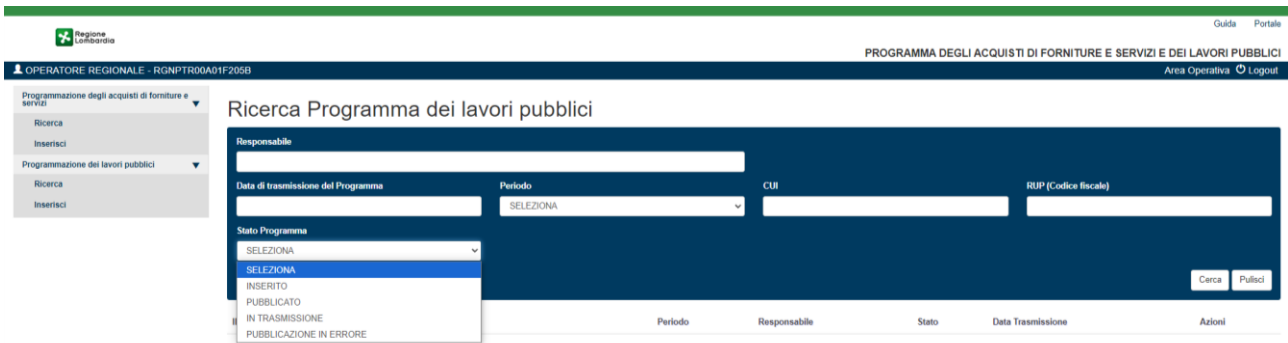 Guida Portale
Regione
Lombardia
PROGRAMMA DEGLI ACQUISTI DI FORNITURE E SERVIZI E DEI LAVORI PUBBLICI
OPERATORE REGIONALE - RGNPTR00A01F205B
Area Operativa Logout
Programmazione degli acquisti di forniture e
servizi
Ricerca
Inserisci
Programmazione dei lavori pubblici
Ricerca
Inserisci
Ricerca Programma dei lavori pubblici
Responsabile
Data di trasmissione del Programma Periodo CUI RUP (Codice fiscale)
SELEZIONA
Stato Programma
SELEZIONA
SELEZIONA
INSERITO
PUBBLICATO
IN TRASMISSIONE
PUBBLICAZIONE IN ERRORE
Cerca Pulisci
Periodo Responsabile Stato Data Trasmissione Azioni